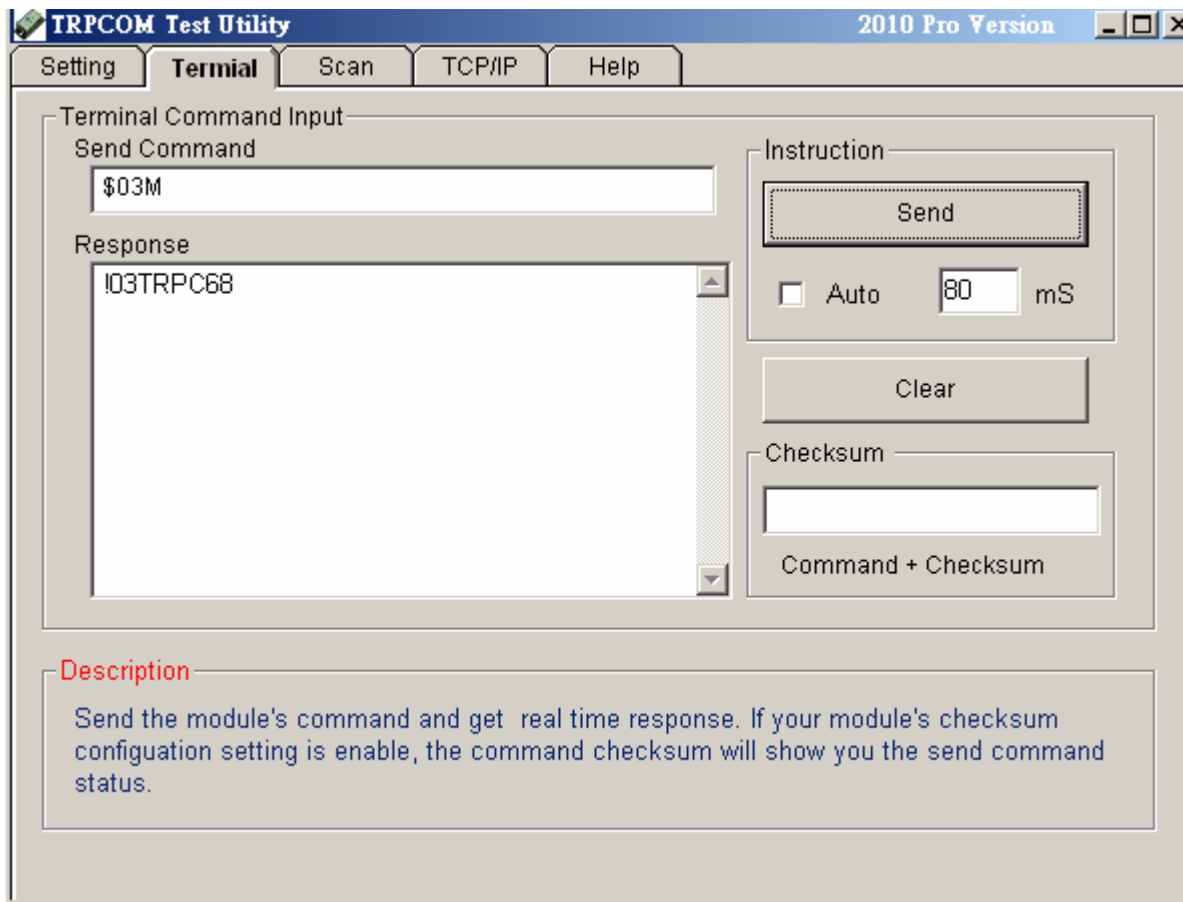 TRPCOM Test Utility 2010 Pro Version
Setting Termial Scan TCP/IP Help
Terminal Command Input
Send Command
$03M
Response
!03TRPC68
Instruction
Send
Auto 80 mS
Clear
Checksum
Command + Checksum
Description
Send the module's command and get real time response. If your module's checksum
configuation setting is enable, the command checksum will show you the send command
status.